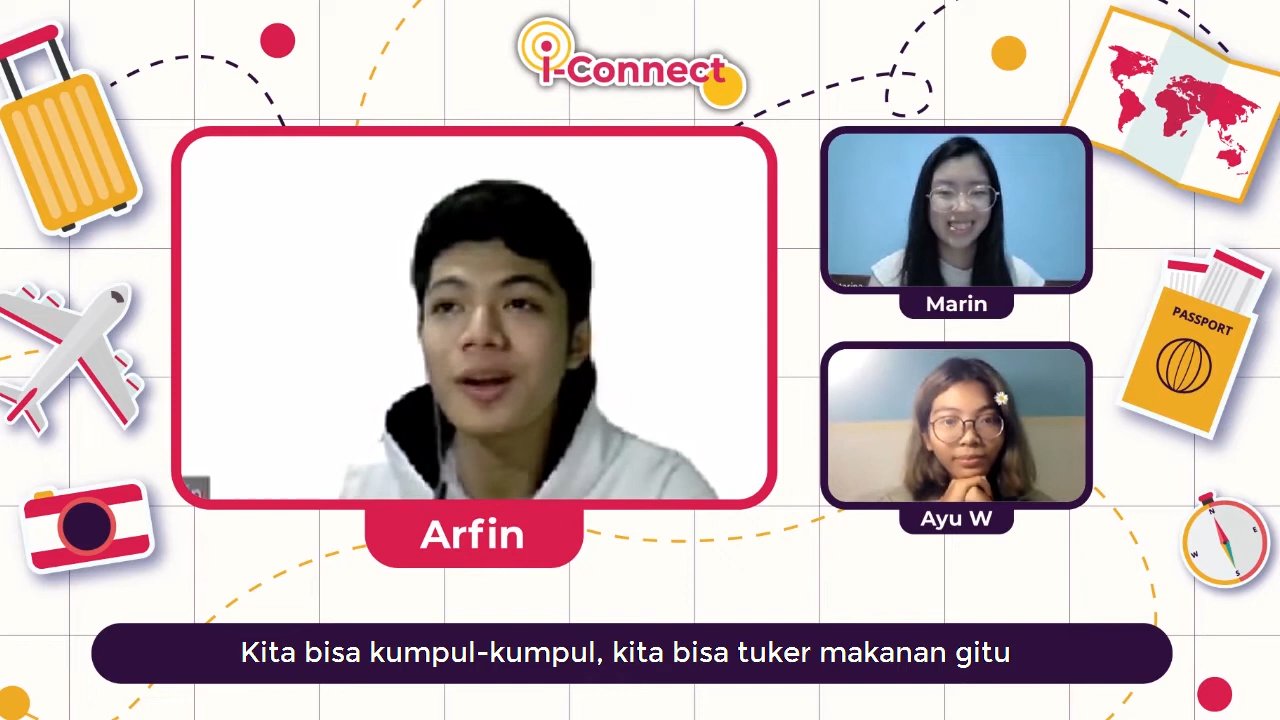 i-Connect
PASSPORT
Marin
N
E
W
S
Ayu W
Arfin
Kita bisa kumpul-kumpul, kita bisa tuker makanan gitu